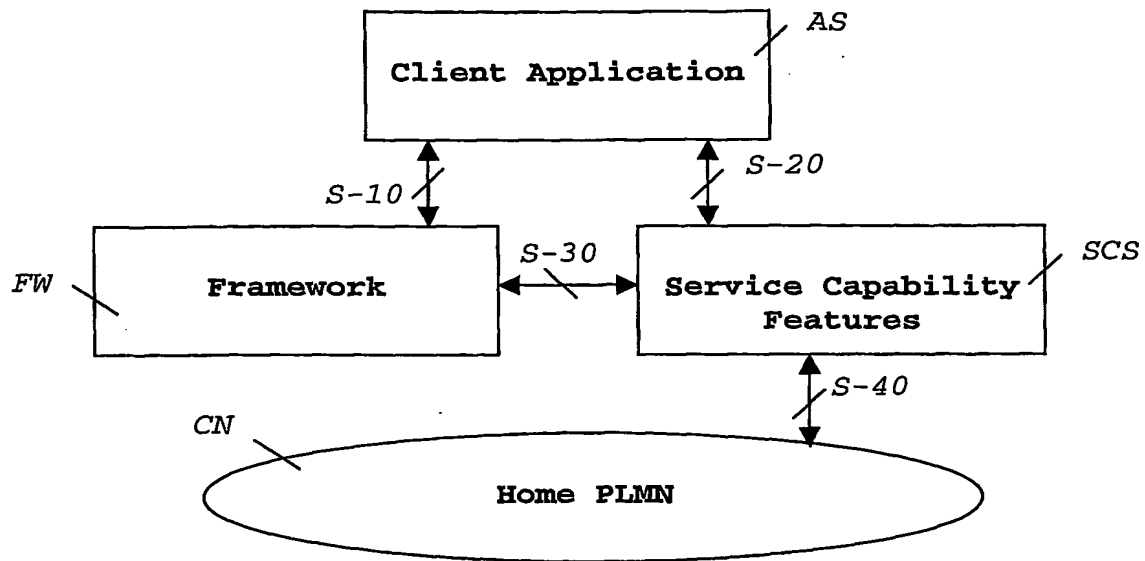 AS
Client Application
S-10
S-20
S-30
FW
Framework
SCS
Service Capability
Features
S-40
CN
Home PLMN